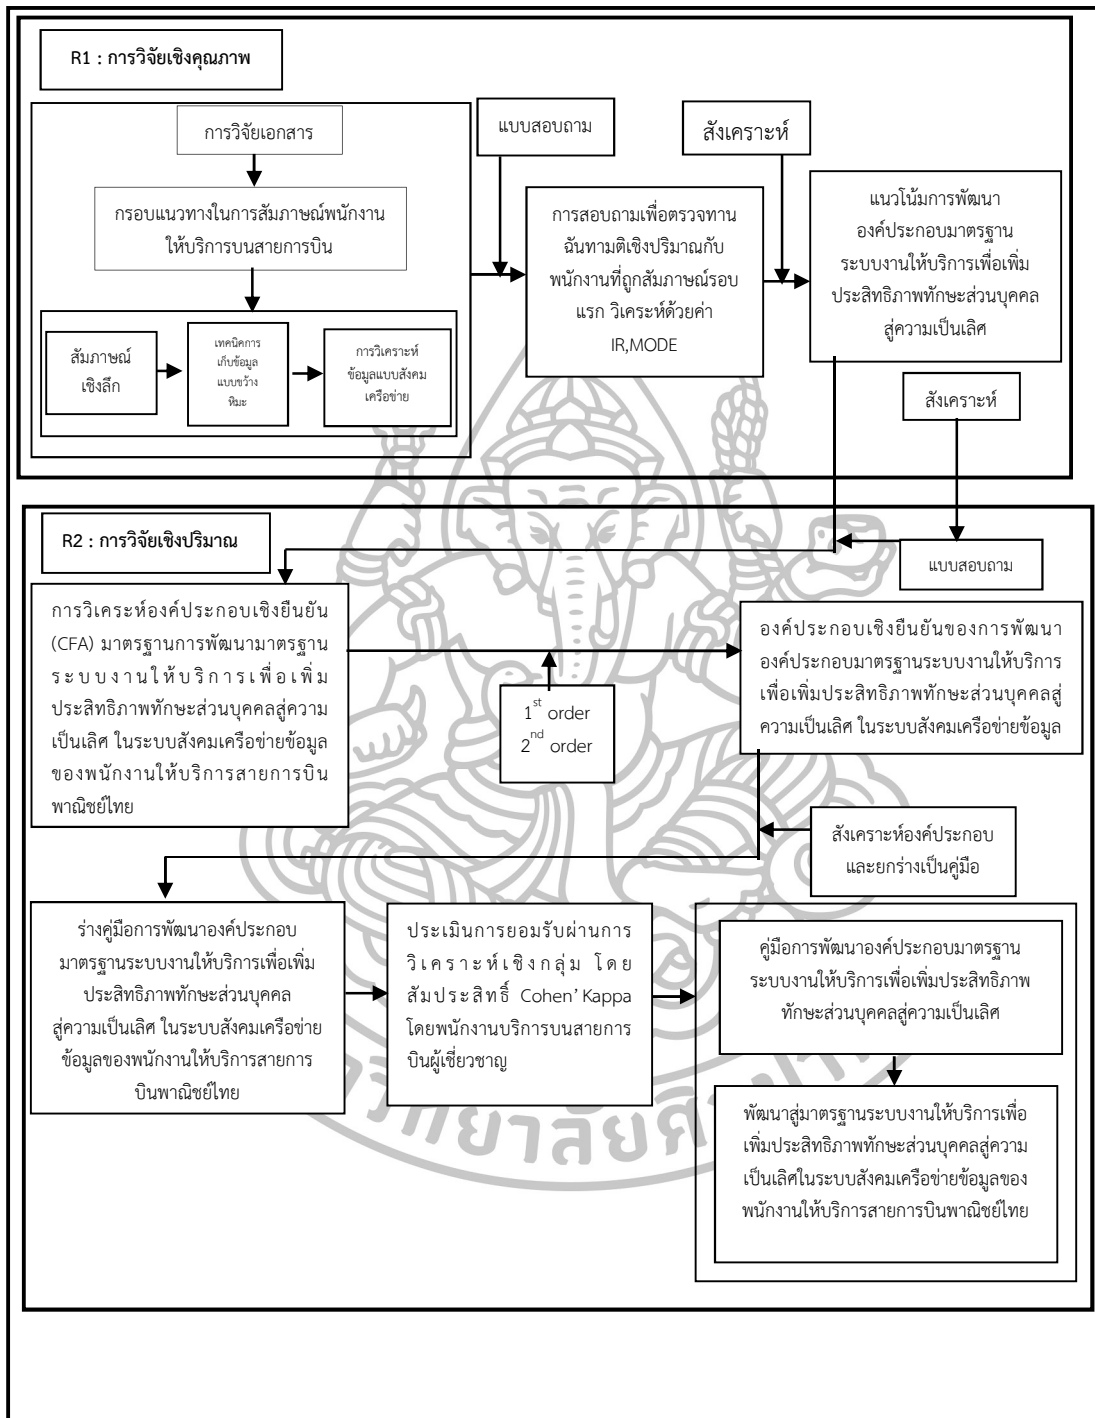 R1 : การวิจัยเชิงคุณภาพ
การวิจัยเอกสาร
กรอบแนวทางในการสัมภาษณ์พนักงาน
ให้บริการบนสายการบิน
สัมภาษณ์
เชิงลึก
เทคนิคการ
เก็บข้อมูล
แบบขว้าง
หิมะ
การวิเคราะห์
ข้อมูลแบบสังคม
เครือข่าย
แบบสอบถาม
การสอบถามเพื่อตรวจทาน
ฉันทามติเชิงปริมาณกับ
พนักงานที่ถูกสัมภาษณ์รอบ
แรก วิเคระห์ด้วยค่า
IR,MODE
สังเคราะห์
แนวโน้มการพัฒนา
องค์ประกอบมาตรฐาน
ระบบงานให้บริการเพื่อเพิ่ม
ประสิทธิภาพทักษะส่วนบุคคล
สู่ความเป็นเลิศ
สังเคราะห์
R2 : การวิจัยเชิงปริมาณ
แบบสอบถาม
การวิเคระห์องค์ประกอบเชิงยืนยัน
(CFA) มาตรฐานการพัฒนามาตรฐาน
ระบบงานให้บริการเพื่อเพิ่ม
ประสิทธิภาพทักษะส่วนบุคคลสู่ความ
เป็นเลิศ ในระบบสังคมเครือข่ายข้อมูล
ของพนักงานให้บริการสายการบิน
พาณิชย์ไทย
1st order
2nd order
องค์ประกอบเชิงยืนยันของการพัฒนา
องค์ประกอบมาตรฐานระบบงานให้บริการ
เพื่อเพิ่มประสิทธิภาพทักษะส่วนบุคคลสู่
ความเป็นเลิศ ในระบบสังคมเครือข่ายข้อมูล
สังเคราะห์องค์ประกอบ
และยกร่างเป็นคู่มือ
ร่างคู่มือการพัฒนาองค์ประกอบ
มาตรฐานระบบงานให้บริการเพื่อเพิ่ม
ประสิทธิภาพทักษะส่วนบุคคล
สู่ความเป็นเลิศ ในระบบสังคมเครือข่าย
ข้อมูลของพนักงานให้บริการสายการ
บินพาณิชย์ไทย
ประเมินการยอมรับผ่านการ
วิเคราะห์เชิงกลุ่ม โดย
สัมประสิทธิ์ Cohen’ Kappa
โดยพนักงานบริการบนสายการ
บินผู้เชี่ยวชาญ
คู่มือการพัฒนาองค์ประกอบมาตรฐาน
ระบบงานให้บริการเพื่อเพิ่มประสิทธิภาพ
ทักษะส่วนบุคคลสู่ความเป็นเลิศ
พัฒนาสู่มาตรฐานระบบงานให้บริการเพื่อ
เพิ่มประสิทธิภาพทักษะส่วนบุคคลสู่ความ
เป็นเลิศในระบบสังคมเครือข่ายข้อมูลของ
พนักงานให้บริการสายการบินพาณิชย์ไทย